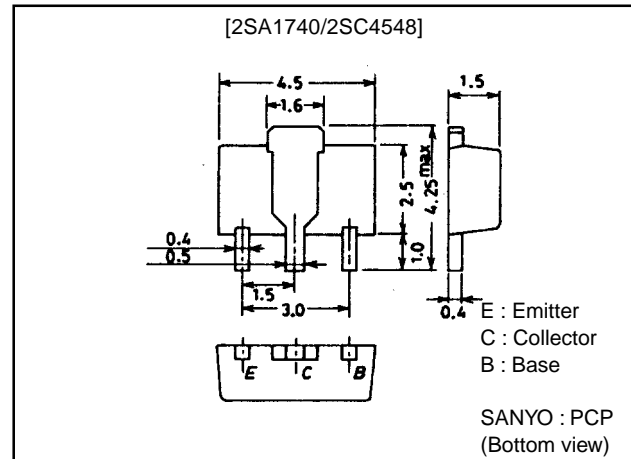 [2SA1740/2SC4548]
4.5
1.6
1.5
2.5
4.25max
1.0
0.4
0.5
1.5
3.0
0.4
E : Emitter
C : Collector
B : Base
E C B
SANYO : PCP
(Bottom view)